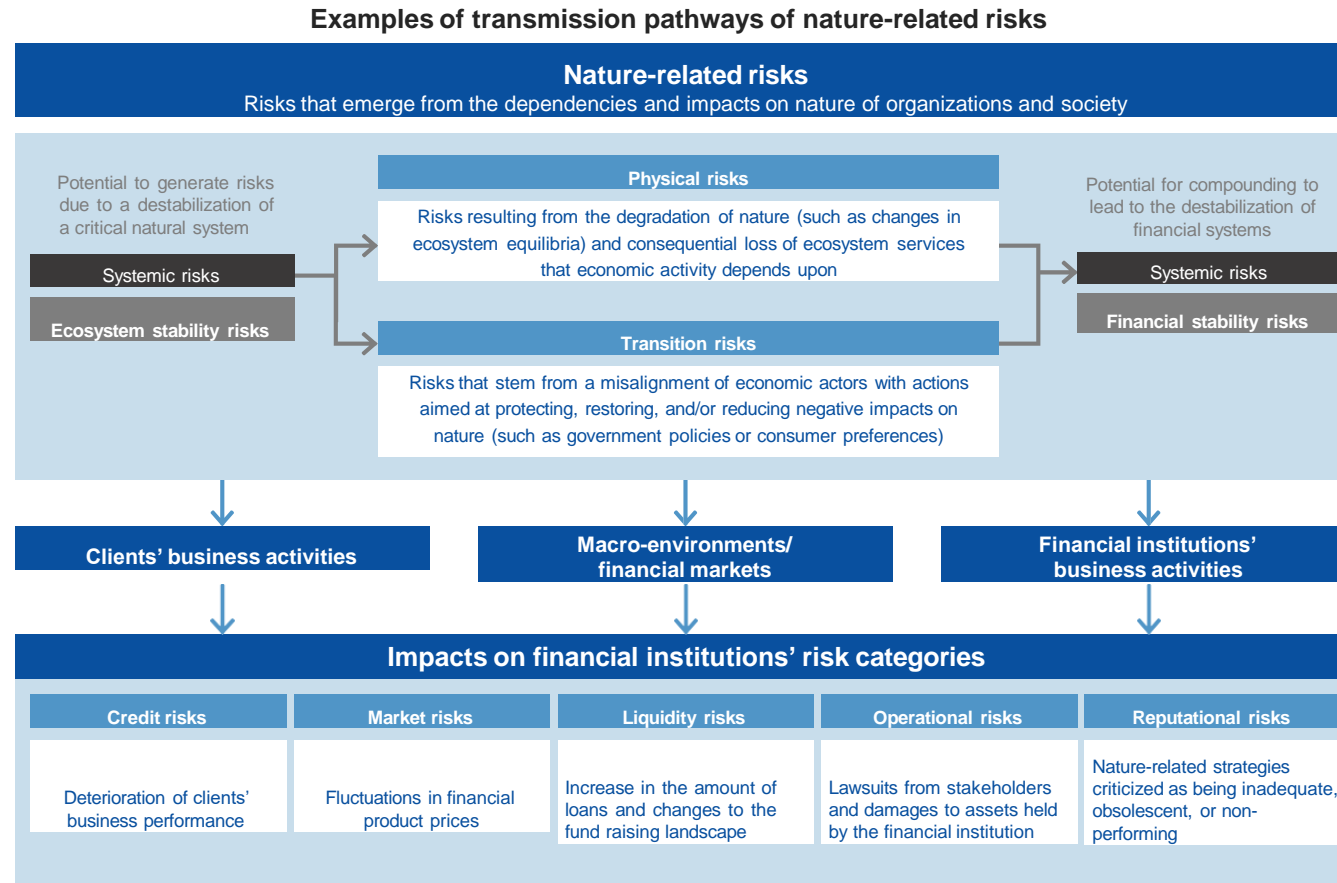 Examples of transmission pathways of nature-related risks
Nature-related risks
Risks that emerge from the dependencies and impacts on nature of organizations and society
Potential to generate risks
due to a destabilization of
a critical natural system
Systemic risks
Ecosystem stability risks
Physical risks
Risks resulting from the degradation of nature (such as changes in
ecosystem equilibria) and consequential loss of ecosystem services
that economic activity depends upon
Transition risks
Risks that stem from a misalignment of economic actors with actions
aimed at protecting, restoring, and/or reducing negative impacts on
nature (such as government policies or consumer preferences)
Potential for compounding to
lead to the destabilization of
financial systems
Systemic risks
Financial stability risks
Clients’ business activities
Macro-environments/
financial markets
Financial institutions’
business activities
Impacts on financial institutions’ risk categories
Credit risks
Deterioration of clients’
business performance
Market risks
Fluctuations in financial
product prices
Liquidity risks
Increase in the amount of
loans and changes to the
fund raising landscape
Operational risks
Lawsuits from stakeholders
and damages to assets held
by the financial institution
Reputational risks
Nature-related strategies
criticized as being inadequate,
obsolescent, or non-
performing